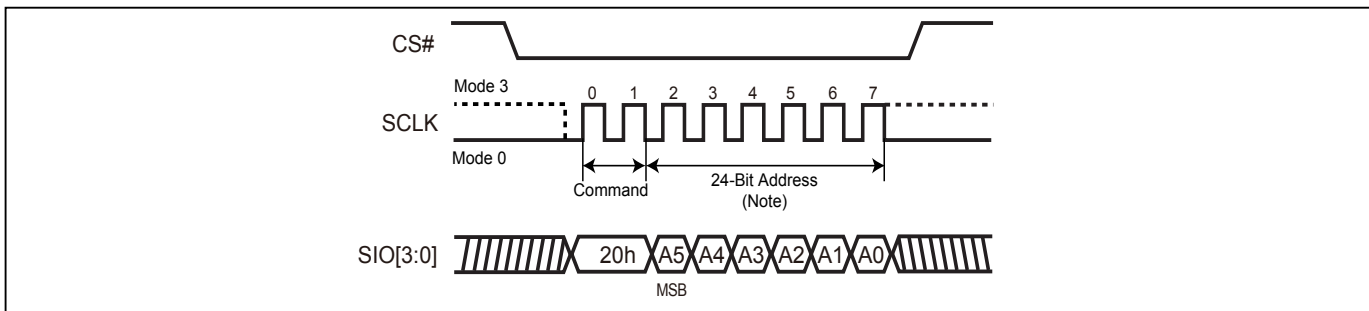 CS#
Mode 3
0 1 2 3 4 5 6 7
SCLK
Mode 0
Command
24-Bit Address
(Note)
SIO[3:0]
20h A5 A4 A3 A2 A1 A0
MSB